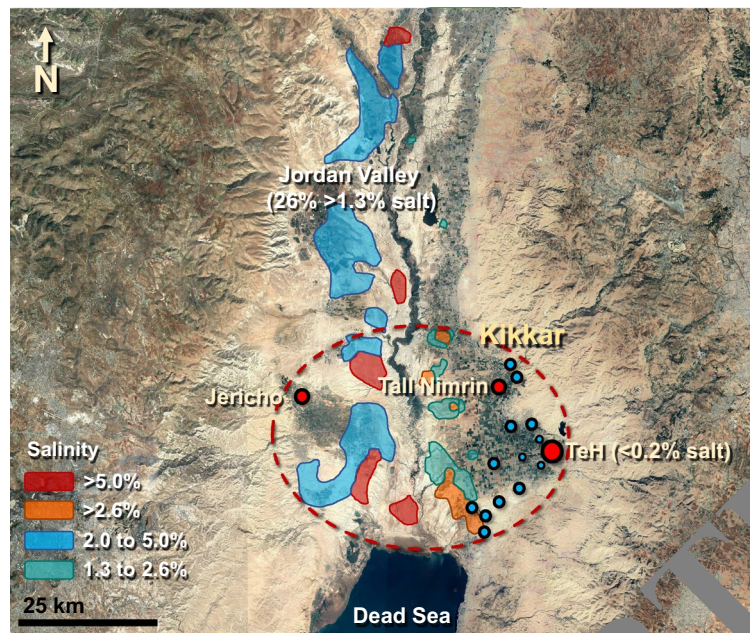 N
Jordan Valley
(26% >1.3% salt)
Kikkar
Jericho
Tall Nimrin
TeH (<0.2% salt)
Salinity
>5.0%
>2.6%
2.0 to 5.0%
1.3 to 2.6%
25 km
Dead Sea